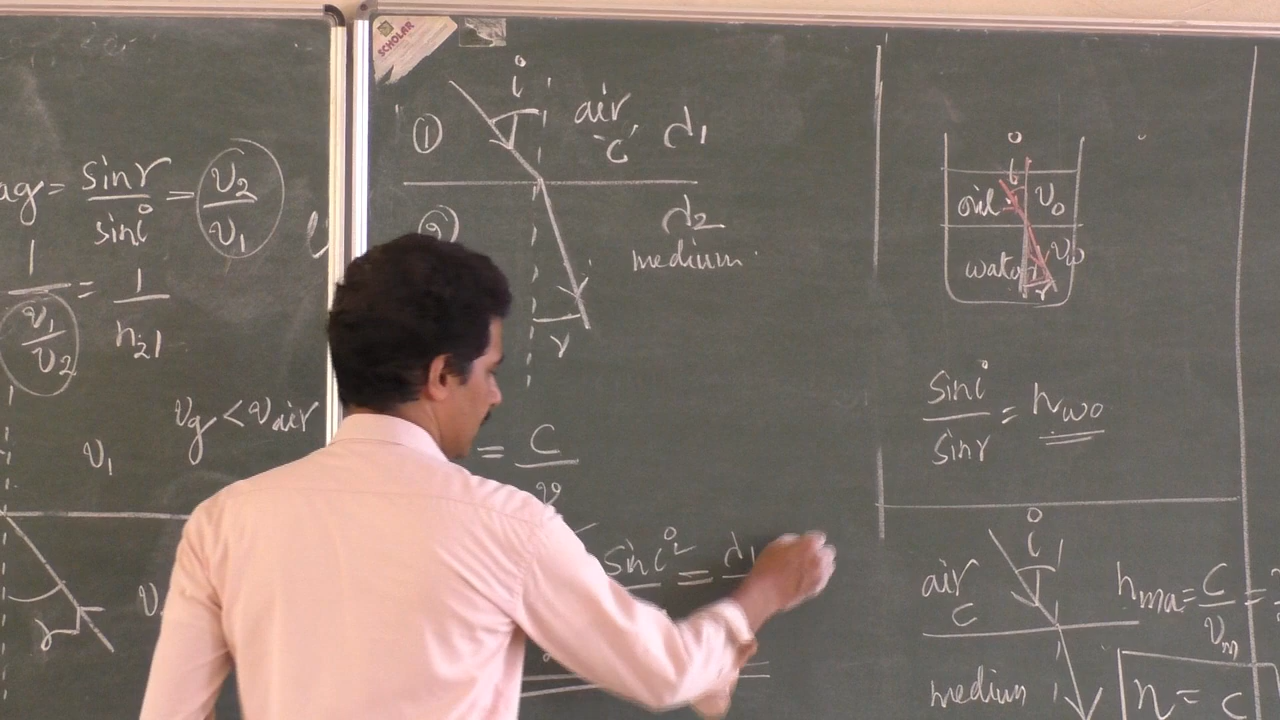 SCHOLAR
ag = sin r / sin i = v2 / v1
1 / (v1 / v2) = 1 / n21
vg < vair
v1
r
i
① air
'c' d1
② d2
medium
r
= c / v
sin i = d1
i
oil vo
water vw
r
sin i / sin r = nwo
i
air
c
nma = c / vm =
medium
n = c